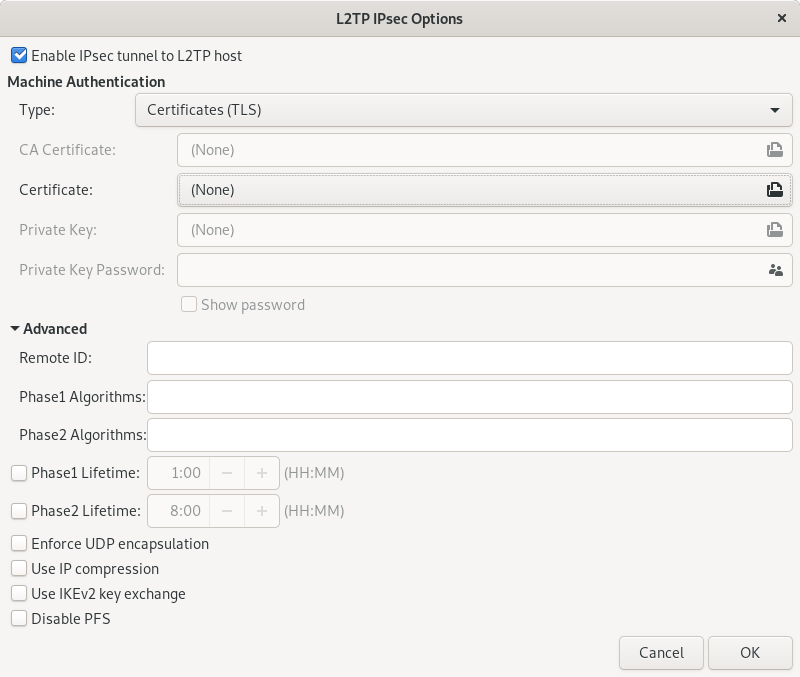 L2TP IPsec Options
Enable IPsec tunnel to L2TP host
Machine Authentication
Type: Certificates (TLS)
CA Certificate: (None)
Certificate: (None)
Private Key: (None)
Private Key Password:
Show password
Advanced
Remote ID:
Phase1 Algorithms:
Phase2 Algorithms:
Phase1 Lifetime: 1:00 − + (HH:MM)
Phase2 Lifetime: 8:00 − + (HH:MM)
Enforce UDP encapsulation
Use IP compression
Use IKEv2 key exchange
Disable PFS
Cancel OK